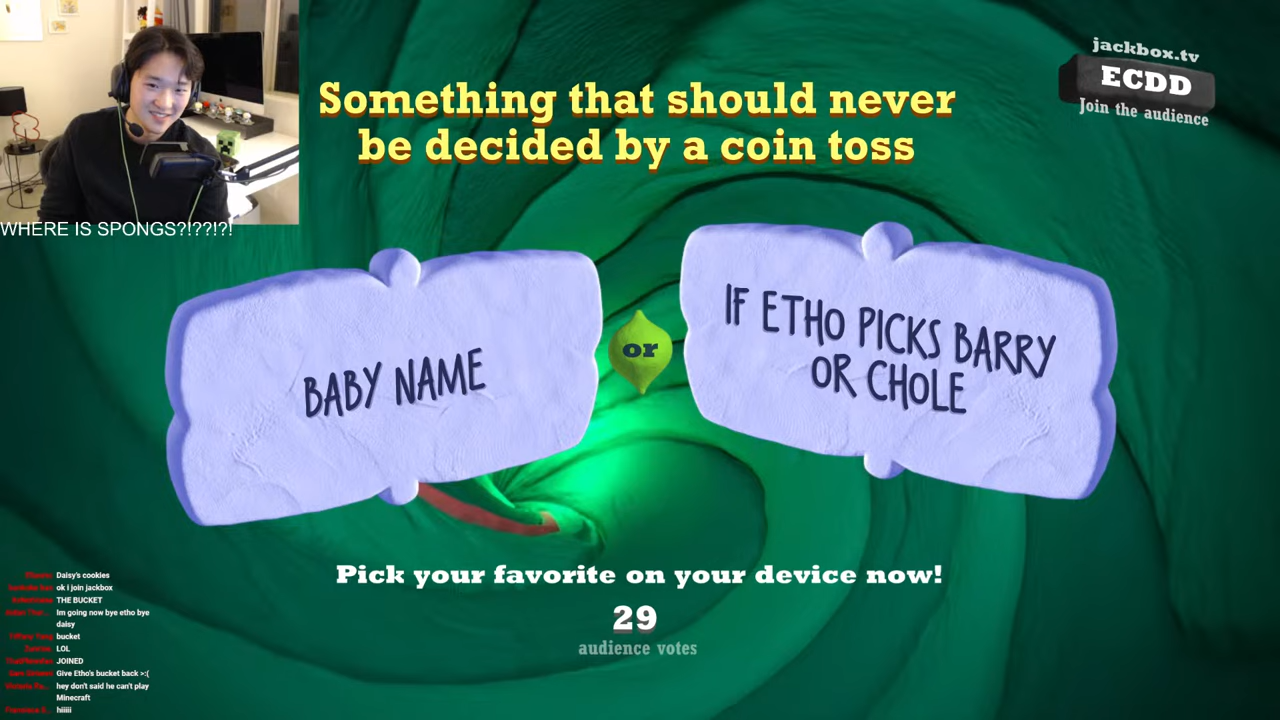 jackbox.tv
ECDD
Join the audience
Something that should never
be decided by a coin toss
WHERE IS SPONGS?!??!?!
BABY NAME
or
IF ETHO PICKS BARRY
OR CHOLE
Pick your favorite on your device now!
29
audience votes
Daisy's cookies
ok i join jackbox
THE BUCKET
Im going now bye etho bye
daisy
bucket
LOL
JOINED
Give Etho's bucket back >:(
hey don't said he can't play
Minecraft
hiiiii